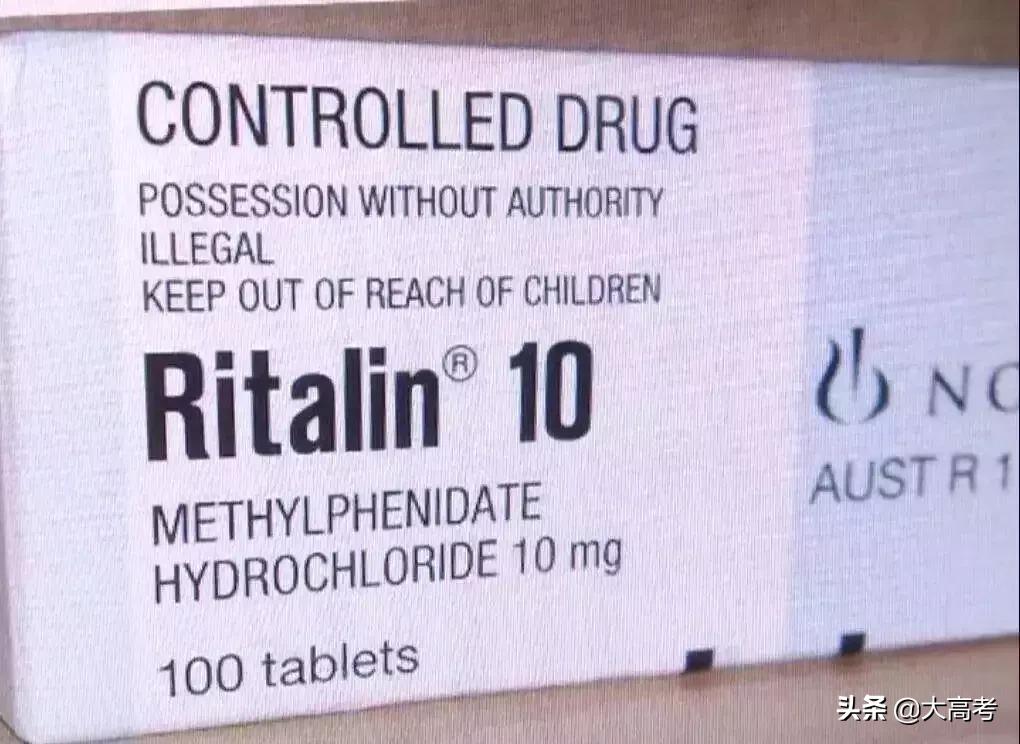 CONTROLLED DRUG
POSSESSION WITHOUT AUTHORITY
ILLEGAL
KEEP OUT OF REACH OF CHILDREN
Ritalin® 10
METHYLPHENIDATE
HYDROCHLORIDE 10 mg
100 tablets
AUST R 1
头条 @大高考